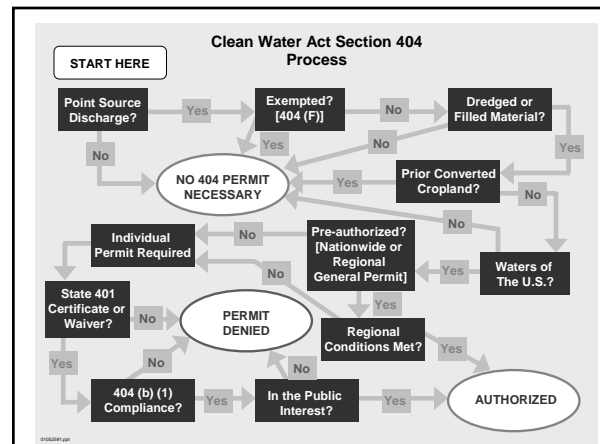 Clean Water Act Section 404
Process
START HERE
Point Source
Discharge?
Yes
Exempted?
[404 (F)]
No
Dredged or
Filled Material?
No
Yes
No
Yes
NO 404 PERMIT
NECESSARY
Yes
Prior Converted
Cropland?
No
Individual
Permit Required
No
Pre-authorized?
[Nationwide or
Regional
General Permit]
No
Yes
Waters of
The U.S.?
No
Yes
State 401
Certificate or
Waiver?
No
PERMIT
DENIED
Regional
Conditions Met?
Yes
Yes
No
No
404 (b) (1)
Compliance?
Yes
In the Public
Interest?
Yes
AUTHORIZED